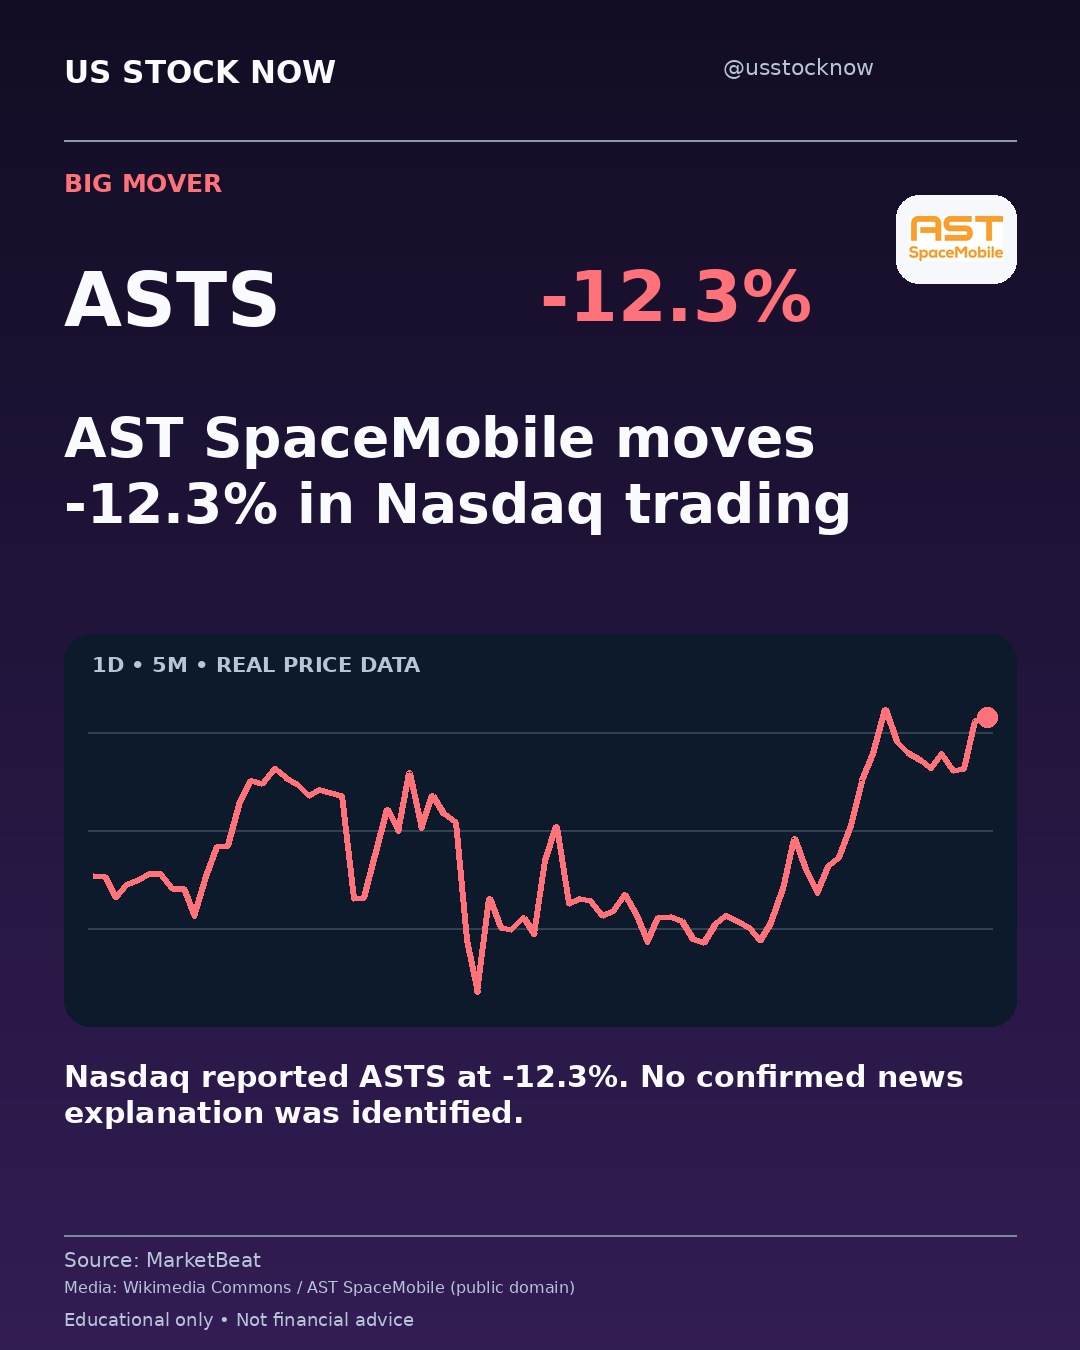 US STOCK NOW
@usstocknow
BIG MOVER
AST
SpaceMobile
ASTS
-12.3%
AST SpaceMobile moves
-12.3% in Nasdaq trading
1D • 5M • REAL PRICE DATA
Nasdaq reported ASTS at -12.3%. No confirmed news
explanation was identified.
Source: MarketBeat
Media: Wikimedia Commons / AST SpaceMobile (public domain)
Educational only • Not financial advice